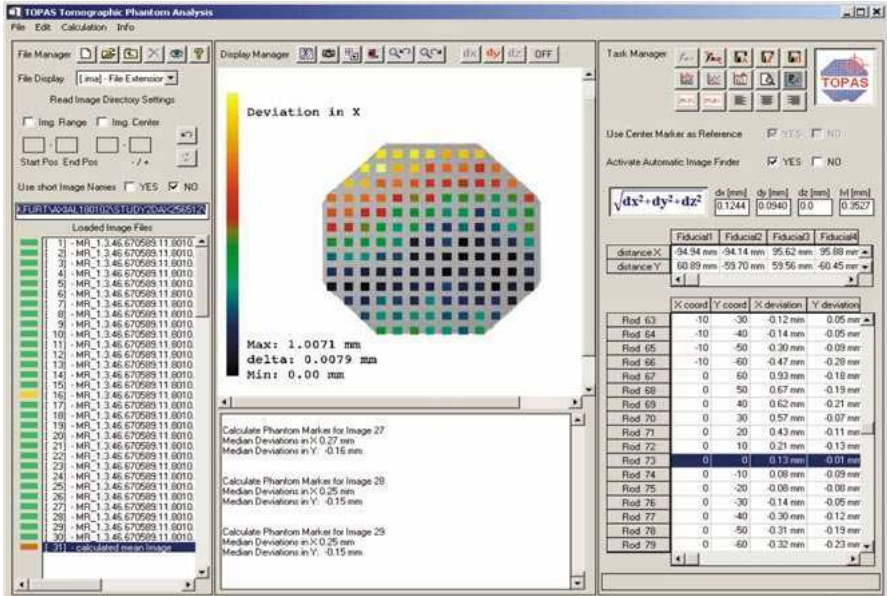 TOPAS Tomographic Phantom Analysis
File Edit Calculation Info
File Manager
File Display [.ima] - File Extension
Read Image Directory Settings
Img. Range Img. Center
Start Pos End Pos - / +
Use short Image Names YES NO
KFURT\AXIAL180102\STUDY2DAX256512\
Loaded Image Files
[ 1] - MR_1.3.46.670589.11.8010.
[ 2] - MR_1.3.46.670589.11.8010.
[ 3] - MR_1.3.46.670589.11.8010.
[ 4] - MR_1.3.46.670589.11.8010.
[ 5] - MR_1.3.46.670589.11.8010.
[ 6] - MR_1.3.46.670589.11.8010.
[ 7] - MR_1.3.46.670589.11.8010.
[ 8] - MR_1.3.46.670589.11.8010.
[ 9] - MR_1.3.46.670589.11.8010.
[ 10] - MR_1.3.46.670589.11.8010.
[ 11] - MR_1.3.46.670589.11.8010.
[ 12] - MR_1.3.46.670589.11.8010.
[ 13] - MR_1.3.46.670589.11.8010.
[ 14] - MR_1.3.46.670589.11.8010.
[ 15] - MR_1.3.46.670589.11.8010.
[ 16] - MR_1.3.46.670589.11.8010.
[ 17] - MR_1.3.46.670589.11.8010.
[ 18] - MR_1.3.46.670589.11.8010.
[ 19] - MR_1.3.46.670589.11.8010.
[ 20] - MR_1.3.46.670589.11.8010.
[ 21] - MR_1.3.46.670589.11.8010.
[ 22] - MR_1.3.46.670589.11.8010.
[ 23] - MR_1.3.46.670589.11.8010.
[ 24] - MR_1.3.46.670589.11.8010.
[ 25] - MR_1.3.46.670589.11.8010.
[ 26] - MR_1.3.46.670589.11.8010.
[ 27] - MR_1.3.46.670589.11.8010.
[ 28] - MR_1.3.46.670589.11.8010.
[ 29] - MR_1.3.46.670589.11.8010.
[ 30] - MR_1.3.46.670589.11.8010.
[ 31] - calculated mean Image
Display Manager dx dy dz OFF
Deviation in X
Max: 1.0071 mm
delta: 0.0079 mm
Min: 0.00 mm
Calculate Phantom Marker for Image 27
Median Deviations in X 0.27 mm
Median Deviations in Y: -0.16 mm
Calculate Phantom Marker for Image 28
Median Deviations in X 0.25 mm
Median Deviations in Y: -0.15 mm
Calculate Phantom Marker for Image 29
Median Deviations in X 0.25 mm
Median Deviations in Y: -0.15 mm
Task Manager
TOPAS
Use Center Marker as Reference YES NO
Activate Automatic Image Finder YES NO
√dx²+dy²+dz²
dx [mm] dy [mm] dz [mm] lvl [mm]
0.1244 0.0940 0.0 0.3527
Fiducial1 Fiducial2 Fiducial3 Fiducial4
distance X -94.94 mm -94.14 mm 95.62 mm 95.88 mm
distance Y 60.89 mm -59.70 mm 59.56 mm -60.45 mm
X coord Y coord X deviation Y deviation
Rod 63 -10 -30 -0.12 mm 0.05 mm
Rod 64 -10 -40 -0.14 mm -0.05 mm
Rod 65 -10 -50 -0.30 mm -0.09 mm
Rod 66 -10 -60 -0.47 mm -0.28 mm
Rod 67 0 60 0.93 mm -0.18 mm
Rod 68 0 50 0.67 mm -0.19 mm
Rod 69 0 40 0.62 mm -0.21 mm
Rod 70 0 30 0.57 mm -0.07 mm
Rod 71 0 20 0.43 mm -0.11 mm
Rod 72 0 10 0.21 mm -0.13 mm
Rod 73 0 0 0.13 mm -0.01 mm
Rod 74 0 -10 0.08 mm -0.09 mm
Rod 75 0 -20 -0.08 mm -0.08 mm
Rod 76 0 -30 -0.14 mm -0.05 mm
Rod 77 0 -40 -0.30 mm -0.12 mm
Rod 78 0 -50 -0.31 mm -0.19 mm
Rod 79 0 -60 -0.32 mm -0.23 mm